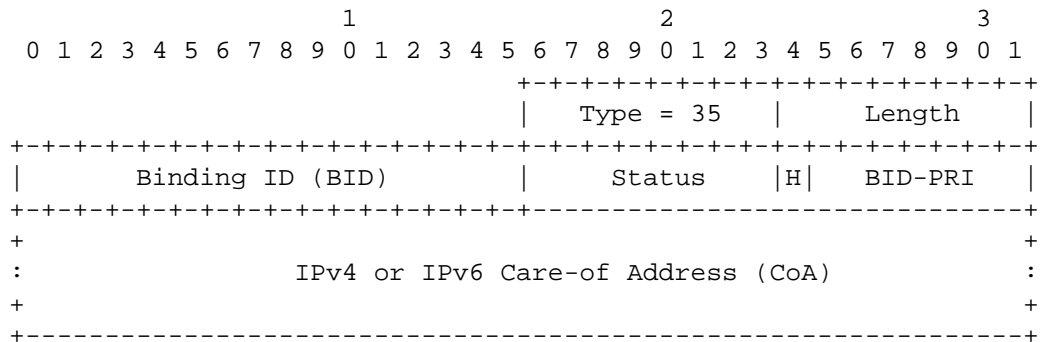 1                   2                   3
 0 1 2 3 4 5 6 7 8 9 0 1 2 3 4 5 6 7 8 9 0 1 2 3 4 5 6 7 8 9 0 1
                                +-+-+-+-+-+-+-+-+-+-+-+-+-+-+-+-+
                                |   Type = 35   |     Length    |
+-+-+-+-+-+-+-+-+-+-+-+-+-+-+-+-+-+-+-+-+-+-+-+-+-+-+-+-+-+-+-+-+
|       Binding ID (BID)        |     Status    |H|   BID-PRI   |
+-+-+-+-+-+-+-+-+-+-+-+-+-+-+-+-+-------------------------------+
+                                                               +
:                 IPv4 or IPv6 Care-of Address (CoA)            :
+                                                               +
+---------------------------------------------------------------+